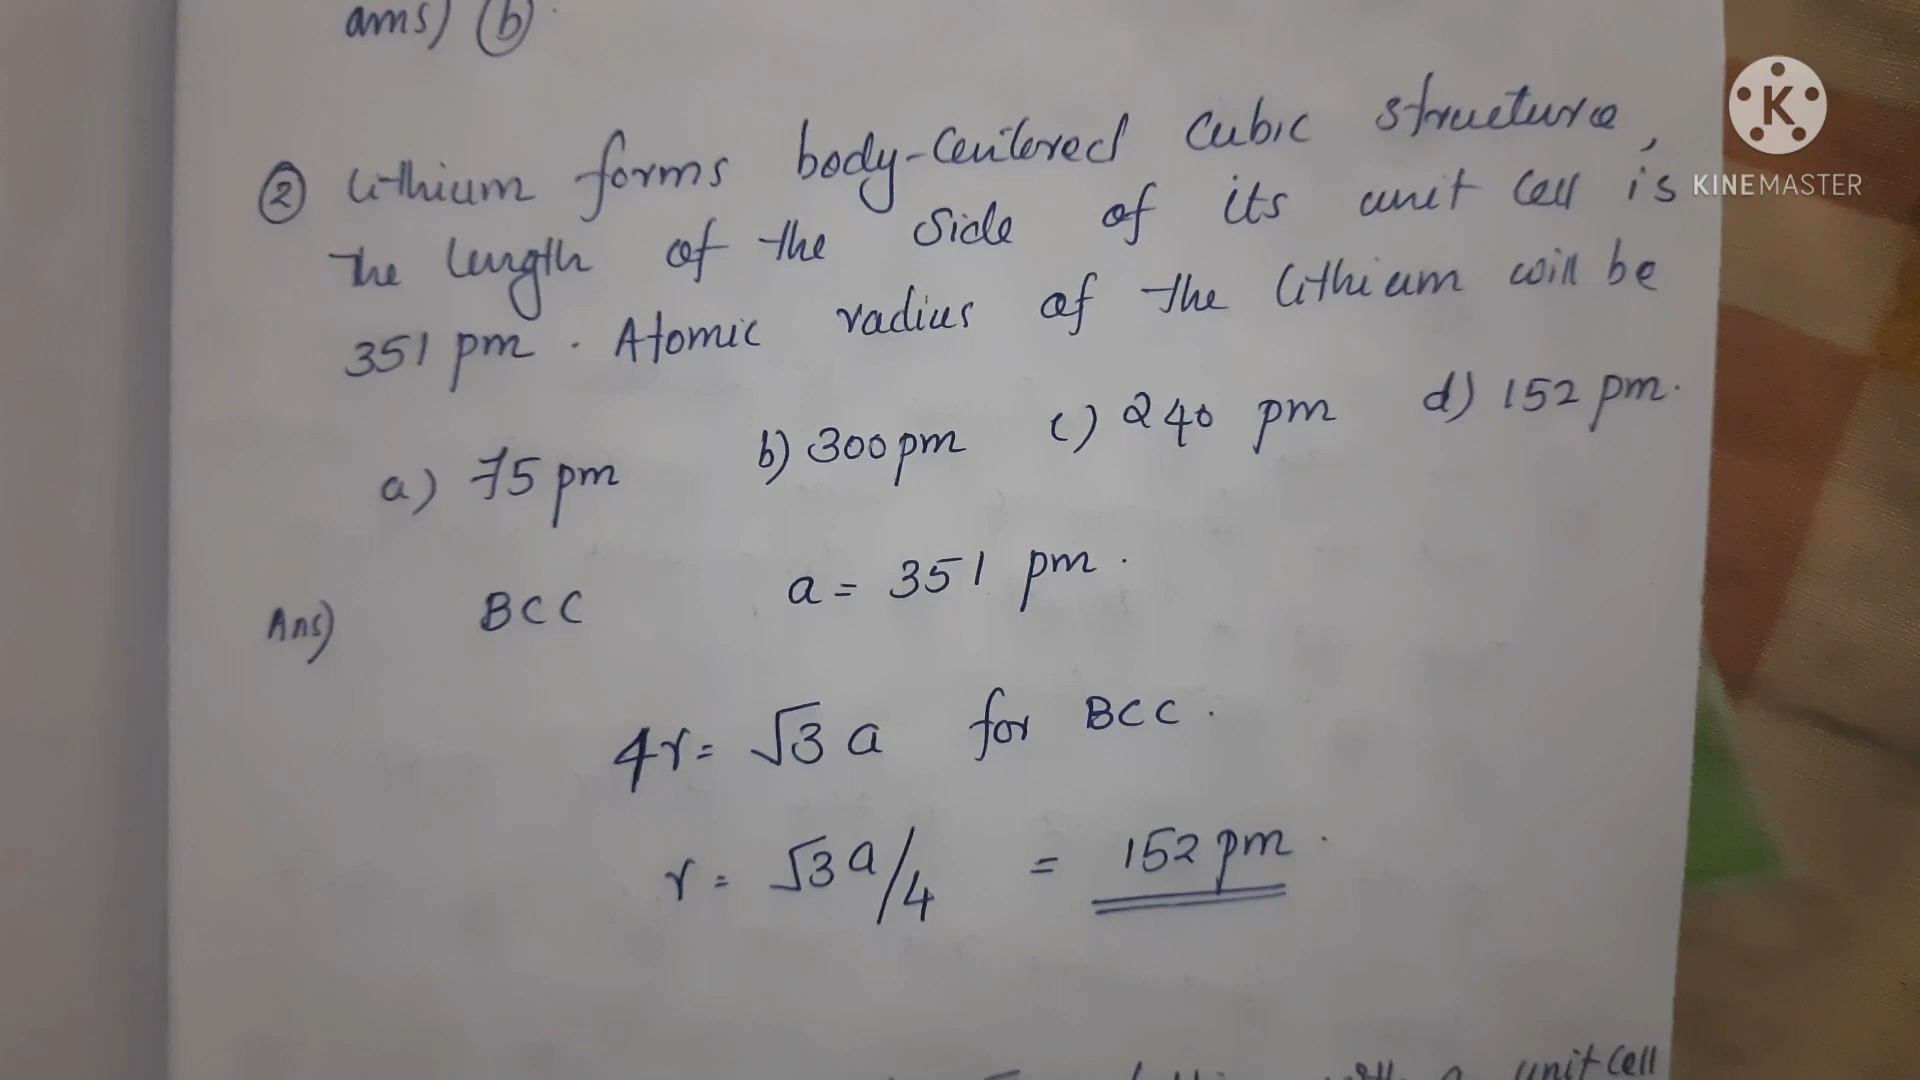 ams) (b)
② Lithium forms body-centered cubic structure,
The length of the side of its unit cell is
351 pm. Atomic radius of the lithium will be
a) 75 pm b) 300 pm c) 240 pm d) 152 pm.
Ans) BCC a = 351 pm.
4r = √3 a for BCC.
r = √3 a/4 = 152 pm.
unit cell
K
KINEMASTER